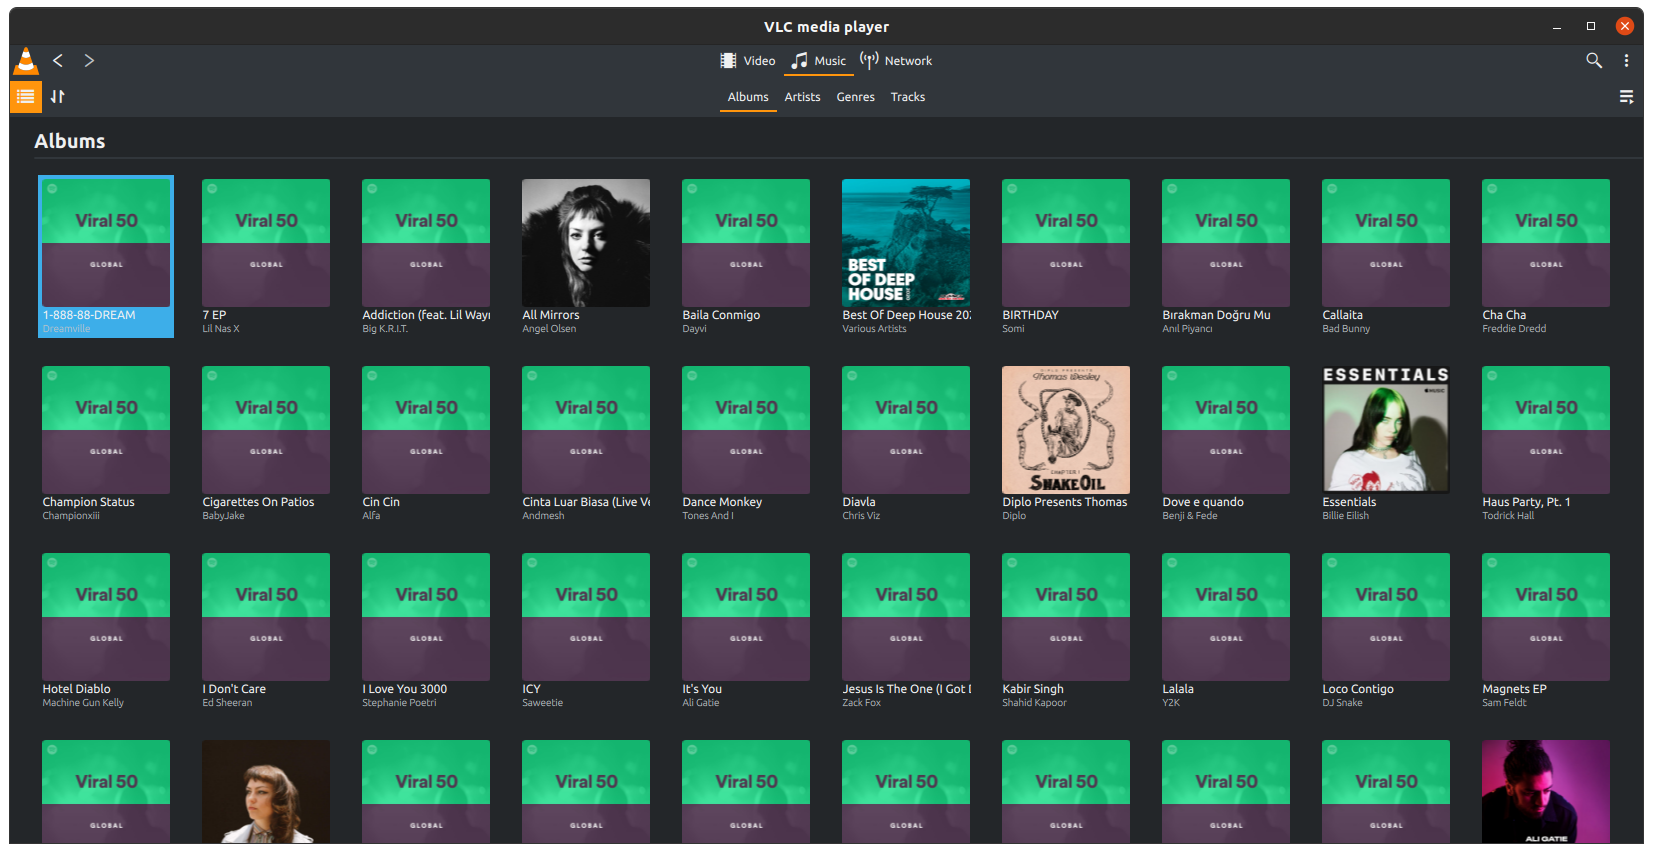 VLC media player
Video Music Network
Albums Artists Genres Tracks
Albums
Viral 50 Viral 50 Viral 50 Viral 50 Viral 50 Viral 50 Viral 50 Viral 50
GLOBAL GLOBAL GLOBAL GLOBAL BEST GLOBAL GLOBAL GLOBAL GLOBAL
OF DEEP
HOUSE
1-888-88-DREAM 7 EP Addiction (feat. Lil Wayn All Mirrors Baila Conmigo Best Of Deep House 202 BIRTHDAY Bırakman Doğru Mu Callaita Cha Cha
Dreamville Lil Nas X Big K.R.I.T. Angel Olsen Dayvi Various Artists Somi Anıl Piyancı Bad Bunny Freddie Dredd
DIPLO PRESENTS
Thomas Wesley ESSENTIALS
MUSIC
Viral 50 Viral 50 Viral 50 Viral 50 Viral 50 Viral 50 Viral 50 Viral 50
GLOBAL GLOBAL GLOBAL GLOBAL GLOBAL GLOBAL GLOBAL GLOBAL
CHAPTER 1
SNAKE OIL
Champion Status Cigarettes On Patios Cin Cin Cinta Luar Biasa (Live Ve Dance Monkey Diavla Diplo Presents Thomas Dove e quando Essentials Haus Party, Pt. 1
Championxiii BabyJake Alfa Andmesh Tones And I Chris Viz Diplo Benji & Fede Billie Eilish Todrick Hall
Viral 50 Viral 50 Viral 50 Viral 50 Viral 50 Viral 50 Viral 50 Viral 50 Viral 50 Viral 50
GLOBAL GLOBAL GLOBAL GLOBAL GLOBAL GLOBAL GLOBAL GLOBAL GLOBAL GLOBAL
Hotel Diablo I Don't Care I Love You 3000 ICY It's You Jesus Is The One (I Got D Kabir Singh Lalala Loco Contigo Magnets EP
Machine Gun Kelly Ed Sheeran Stephanie Poetri Saweetie Ali Gatie Zack Fox Shahid Kapoor Y2K DJ Snake Sam Feldt
Viral 50 Viral 50 Viral 50 Viral 50 Viral 50 Viral 50 Viral 50 Viral 50
GLOBAL GLOBAL GLOBAL GLOBAL GLOBAL GLOBAL GLOBAL GLOBAL
ALI GATIE